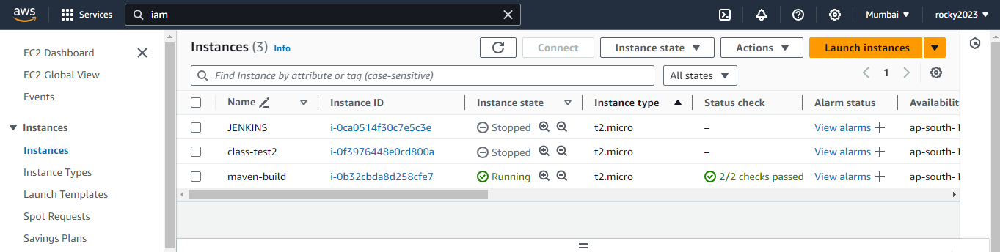 aws Services iam Mumbai rocky2023
EC2 Dashboard
EC2 Global View
Events
Instances
Instances
Instance Types
Launch Templates
Spot Requests
Savings Plans
Instances (3) Info Connect Instance state Actions Launch instances
Find Instance by attribute or tag (case-sensitive) All states 1
Name Instance ID Instance state Instance type Status check Alarm status Availability
JENKINS i-0ca0514f30c7e5c3e Stopped t2.micro – View alarms ap-south-1
class-test2 i-0f3976448e0cd800a Stopped t2.micro – View alarms ap-south-1
maven-build i-0b32cbda8d258cfe7 Running t2.micro 2/2 checks passed View alarms ap-south-1